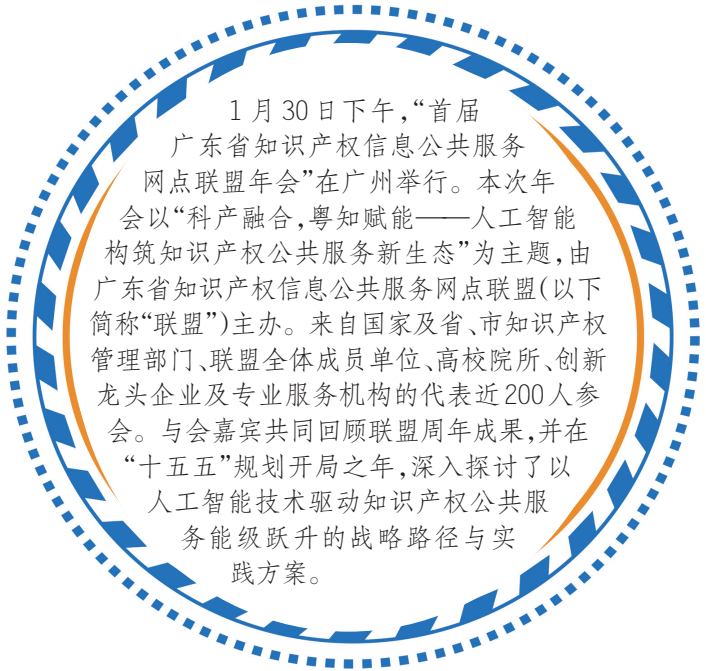 1月30日下午,“首届
广东省知识产权信息公共服务
网点联盟年会”在广州举行。本次年
会以“科产融合,粤知赋能——人工智能
构筑知识产权公共服务新生态”为主题,由
广东省知识产权信息公共服务网点联盟(以下
简称“联盟”)主办。来自国家及省、市知识产权
管理部门、联盟全体成员单位、高校院所、创新
龙头企业及专业服务机构的代表近200人参
会。与会嘉宾共同回顾联盟周年成果,并在
“十五五”规划开局之年,深入探讨了以
人工智能技术驱动知识产权公共服
务能级跃升的战略路径与实
践方案。